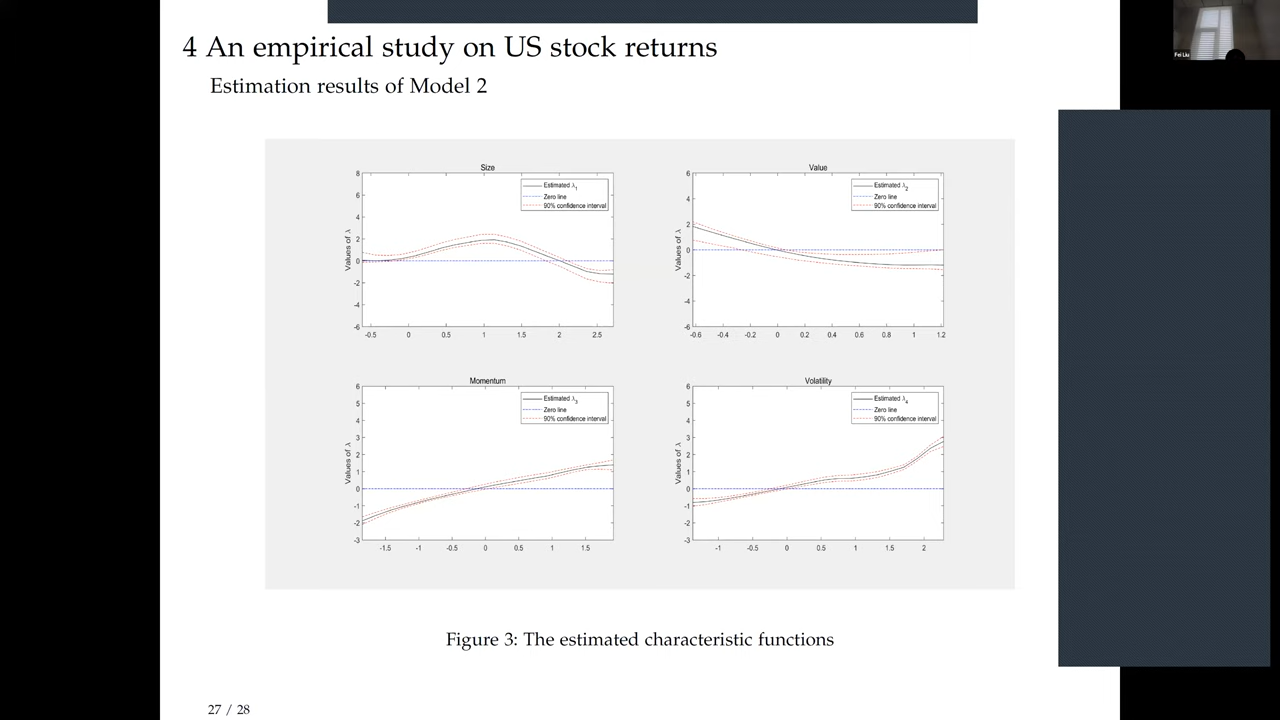 4 An empirical study on US stock returns
Estimation results of Model 2
Fei Liu
Size
Values of λ
8
6
4
2
0
-2
-4
-6
-0.5 0 0.5 1 1.5 2 2.5
Estimated λ1
Zero line
90% confidence interval
Value
Values of λ
6
4
2
0
-2
-4
-6
-0.6 -0.4 -0.2 0 0.2 0.4 0.6 0.8 1 1.2
Estimated λ2
Zero line
90% confidence interval
Momentum
Values of λ
6
5
4
3
2
1
0
-1
-2
-3
-1.5 -1 -0.5 0 0.5 1 1.5
Estimated λ3
Zero line
90% confidence interval
Volatility
Values of λ
6
5
4
3
2
1
0
-1
-2
-3
-1 -0.5 0 0.5 1 1.5 2
Estimated λ4
Zero line
90% confidence interval
Figure 3: The estimated characteristic functions
27 / 28